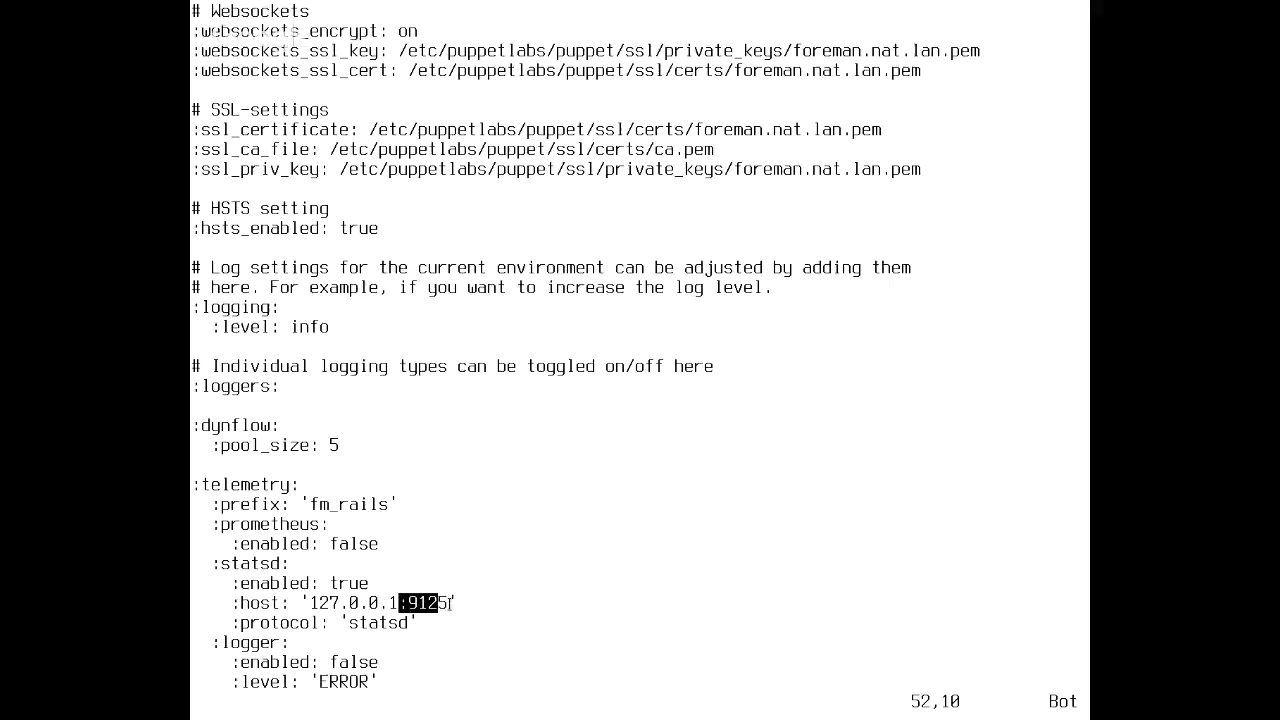 # Websockets
:websockets_encrypt: on
:websockets_ssl_key: /etc/puppetlabs/puppet/ssl/private_keys/foreman.nat.lan.pem
:websockets_ssl_cert: /etc/puppetlabs/puppet/ssl/certs/foreman.nat.lan.pem
# SSL-settings
:ssl_certificate: /etc/puppetlabs/puppet/ssl/certs/foreman.nat.lan.pem
:ssl_ca_file: /etc/puppetlabs/puppet/ssl/certs/ca.pem
:ssl_priv_key: /etc/puppetlabs/puppet/ssl/private_keys/foreman.nat.lan.pem
# HSTS setting
:hsts_enabled: true
# Log settings for the current environment can be adjusted by adding them
# here. For example, if you want to increase the log level.
:logging:
  :level: info
# Individual logging types can be toggled on/off here
:loggers:
:dynflow:
  :pool_size: 5
:telemetry:
  :prefix: 'fm_rails'
  :prometheus:
    :enabled: false
  :statsd:
    :enabled: true
    :host: '127.0.0.1:9125'
    :protocol: 'statsd'
  :logger:
    :enabled: false
    :level: 'ERROR'
52,10 Bot